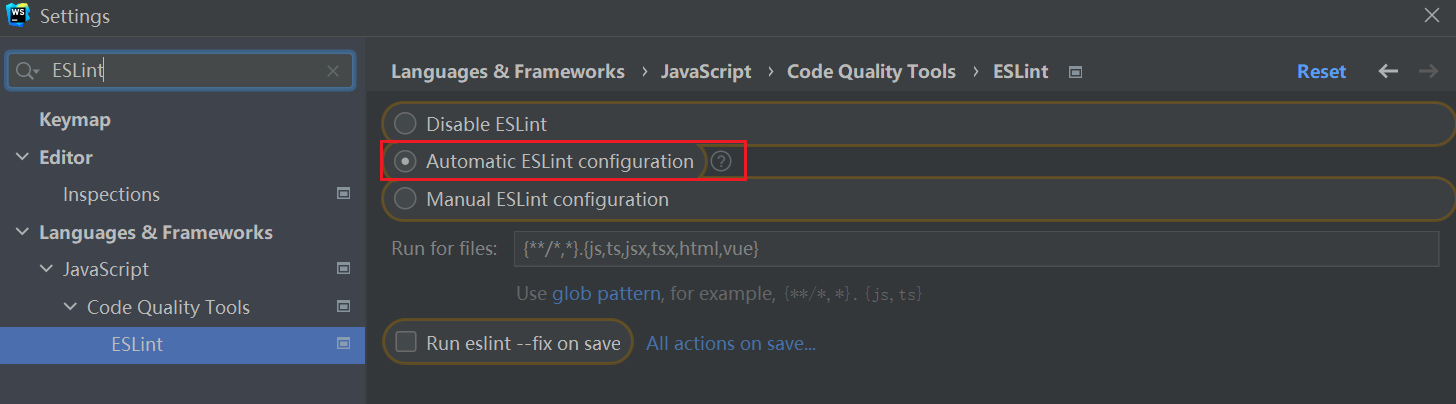 WS
Settings
ESLint
Keymap
Editor
Inspections
Languages & Frameworks
JavaScript
Code Quality Tools
ESLint
Languages & Frameworks › JavaScript › Code Quality Tools › ESLint
Reset
Disable ESLint
Automatic ESLint configuration ?
Manual ESLint configuration
Run for files: {**/*,*}.{js,ts,jsx,tsx,html,vue}
Use glob pattern, for example, {**/*,*}.{js,ts}
Run eslint --fix on save All actions on save...